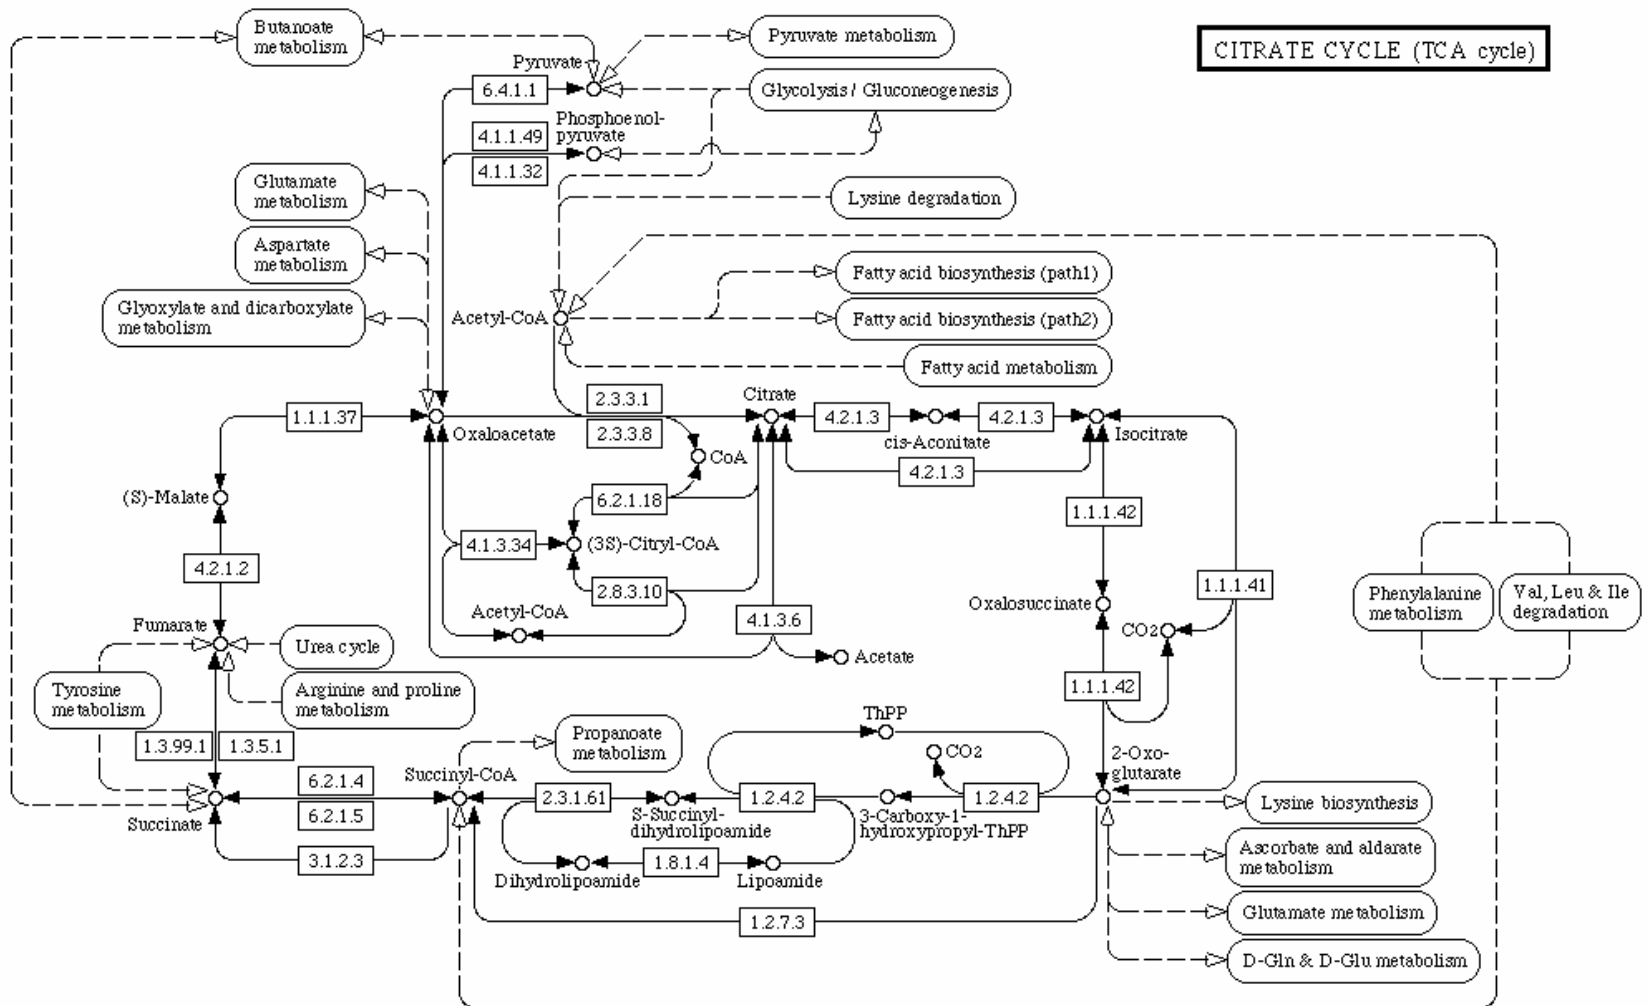 Butanoate
metabolism
Pyruvate metabolism
CITRATE CYCLE (TCA cycle)
Pyruvate
6.4.1.1
Glycolysis / Gluconeogenesis
Phosphoenol-
pyruvate
4.1.1.49
4.1.1.32
Glutamate
metabolism
Lysine degradation
Aspartate
metabolism
Fatty acid biosynthesis (path1)
Glyoxylate and dicarboxylate
metabolism
Acetyl-CoA
Fatty acid biosynthesis (path2)
Fatty acid metabolism
1.1.1.37
Oxaloacetate
2.3.3.1
2.3.3.8
Citrate
4.2.1.3
cis-Aconitate
4.2.1.3
Isocitrate
CoA
4.2.1.3
(S)-Malate
6.2.1.18
1.1.1.42
4.1.3.34
(3S)-Citryl-CoA
4.2.1.2
2.8.3.10
1.1.1.41
Phenylalanine
metabolism
Val, Leu & Ile
degradation
Acetyl-CoA
4.1.3.6
Oxalosuccinate
CO2
Fumarate
Urea cycle
Acetate
Tyrosine
metabolism
Arginine and proline
metabolism
1.1.1.42
1.3.99.1
1.3.5.1
Propanoate
metabolism
ThPP
CO2
2-Oxo-
glutarate
Succinyl-CoA
6.2.1.4
6.2.1.5
2.3.1.61
1.2.4.2
1.2.4.2
Lysine biosynthesis
Succinate
S-Succinyl-
dihydrolipoamide
3-Carboxy-1-
hydroxypropyl-ThPP
3.1.2.3
1.8.1.4
Dihydrolipoamide
Lipoamide
Ascorbate and aldarate
metabolism
1.2.7.3
Glutamate metabolism
D-Gln & D-Glu metabolism